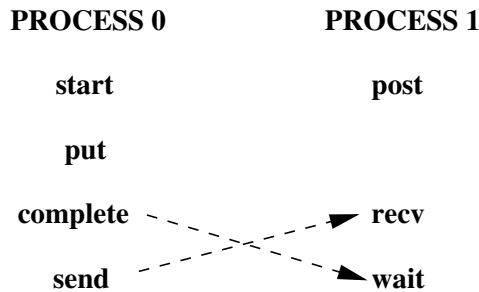 PROCESS 0 PROCESS 1
start post
put
complete recv
send wait